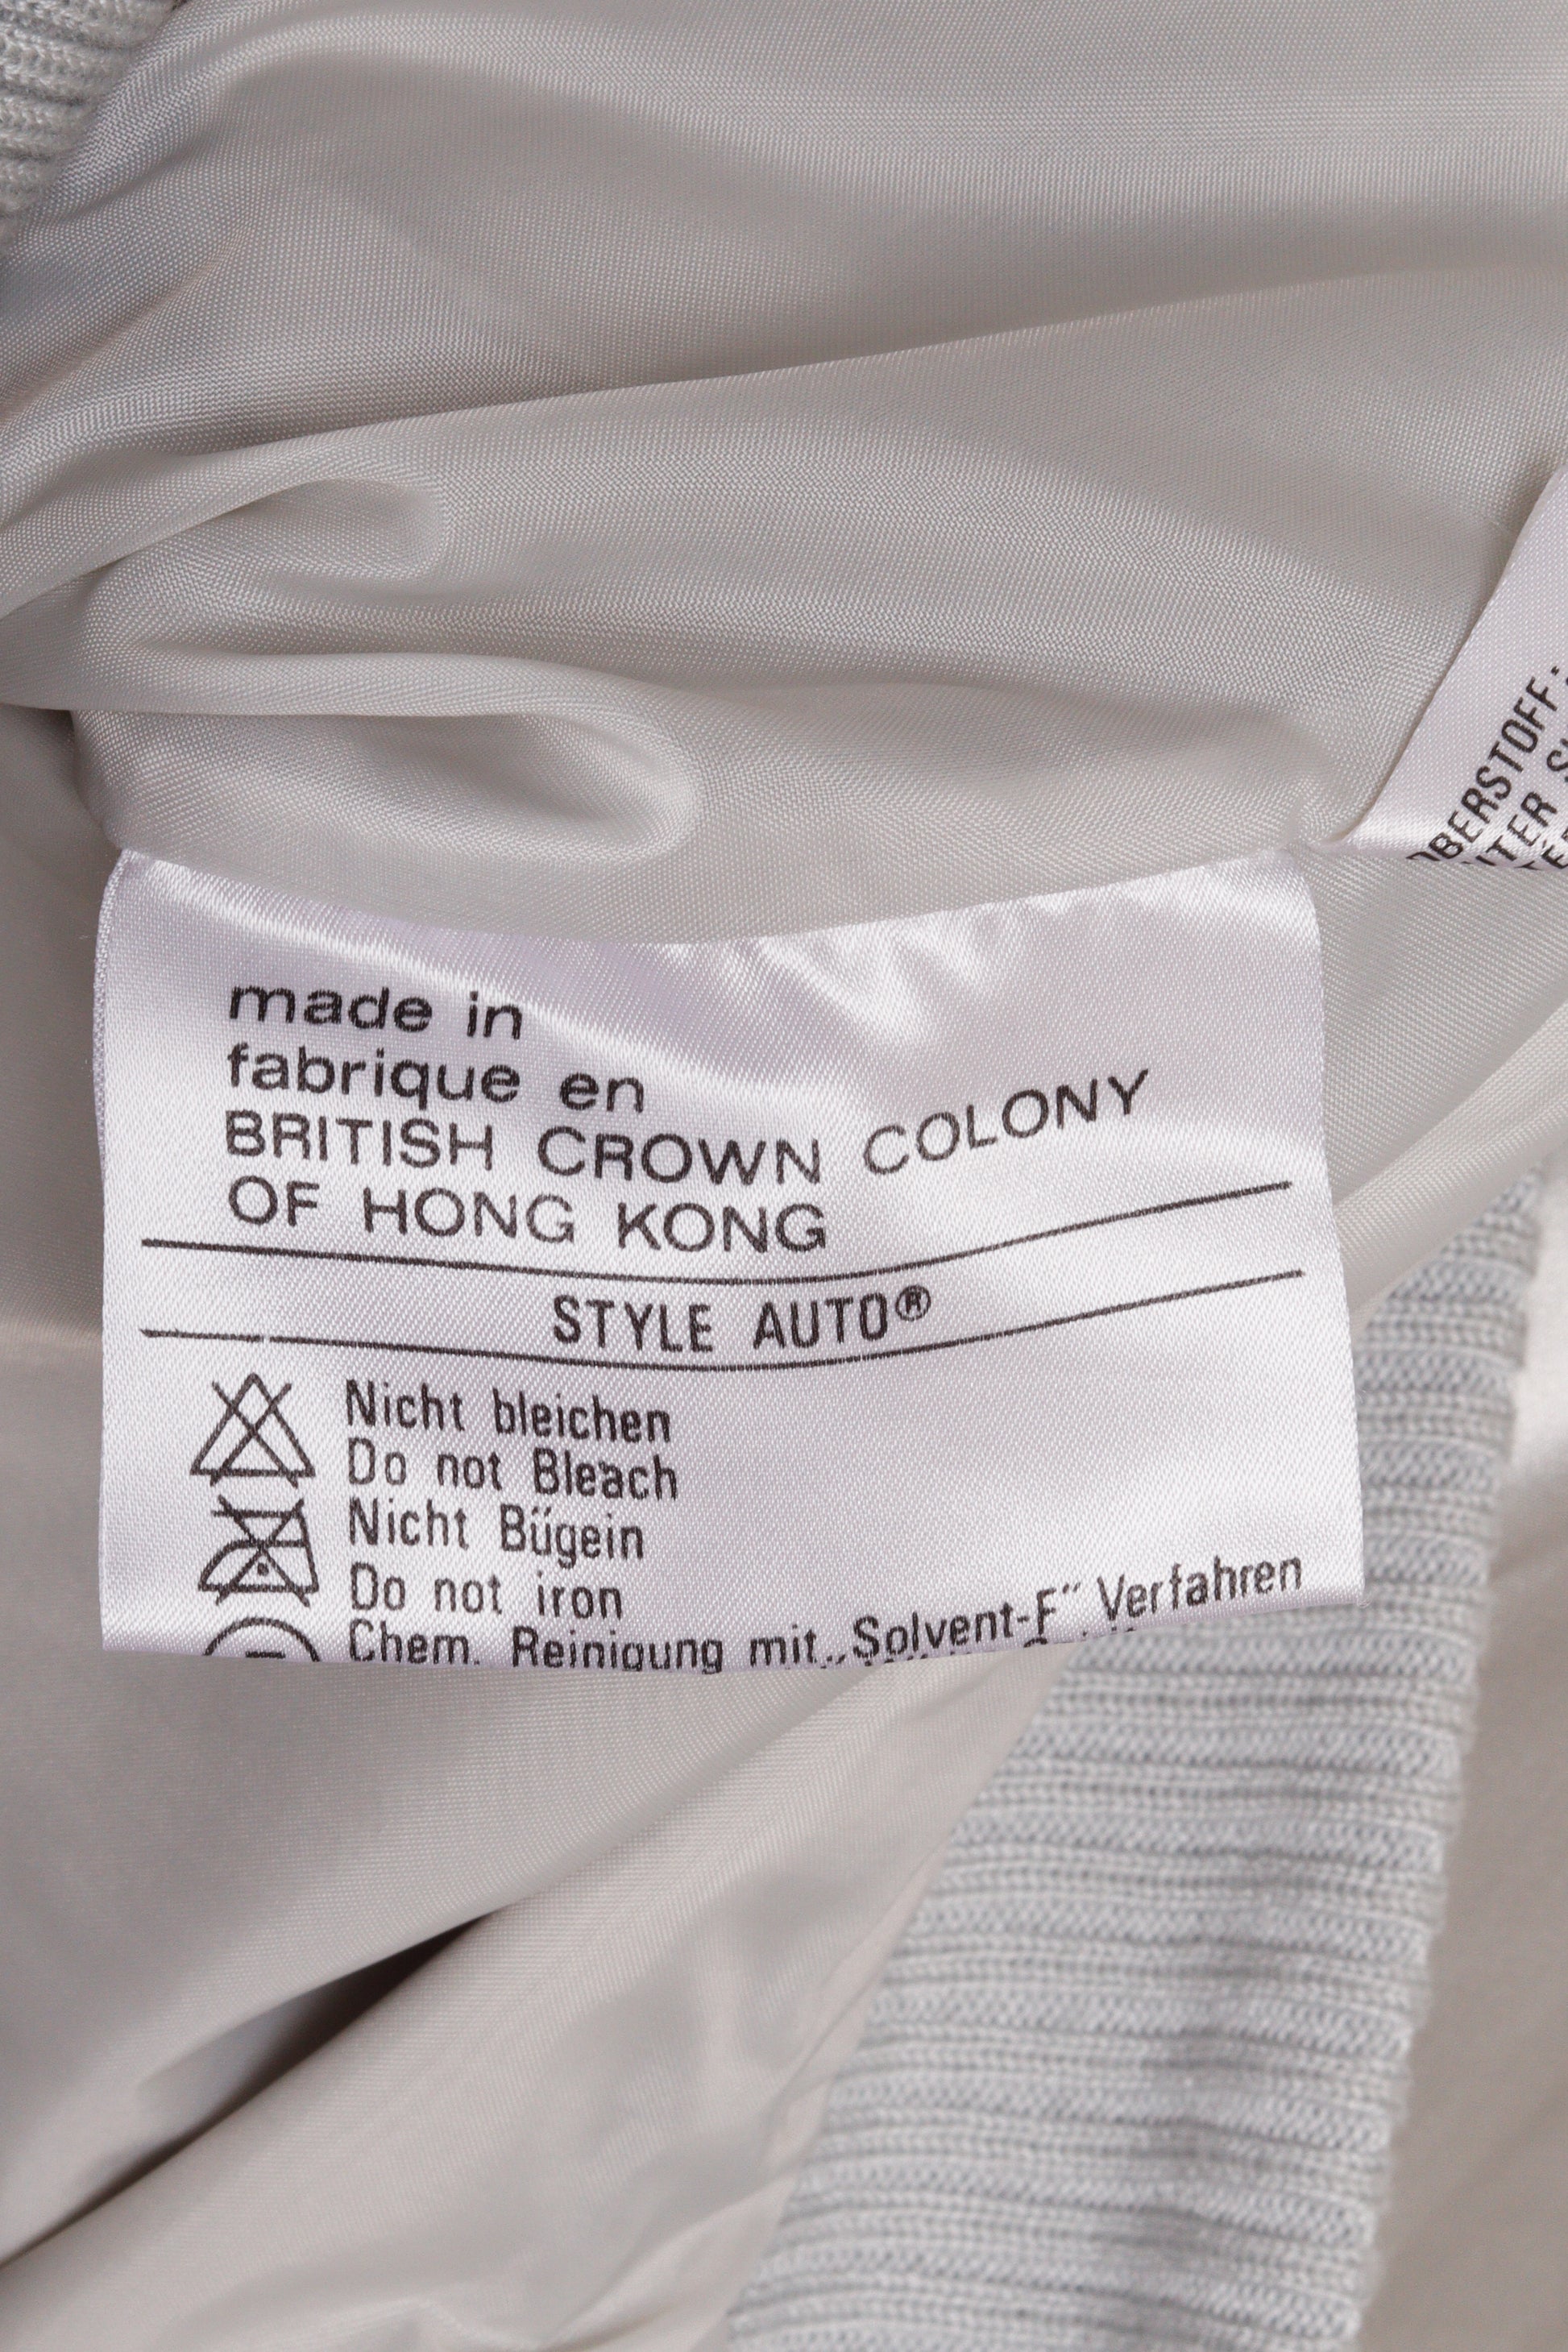 made in
fabrique en
BRITISH CROWN COLONY
OF HONG KONG
STYLE AUTO®
Nicht bleichen
Do not Bleach
Nicht Bügein
Do not iron
Chem. Reinigung mit „Solvent-F“ Verfahren
OBERSTOFF: